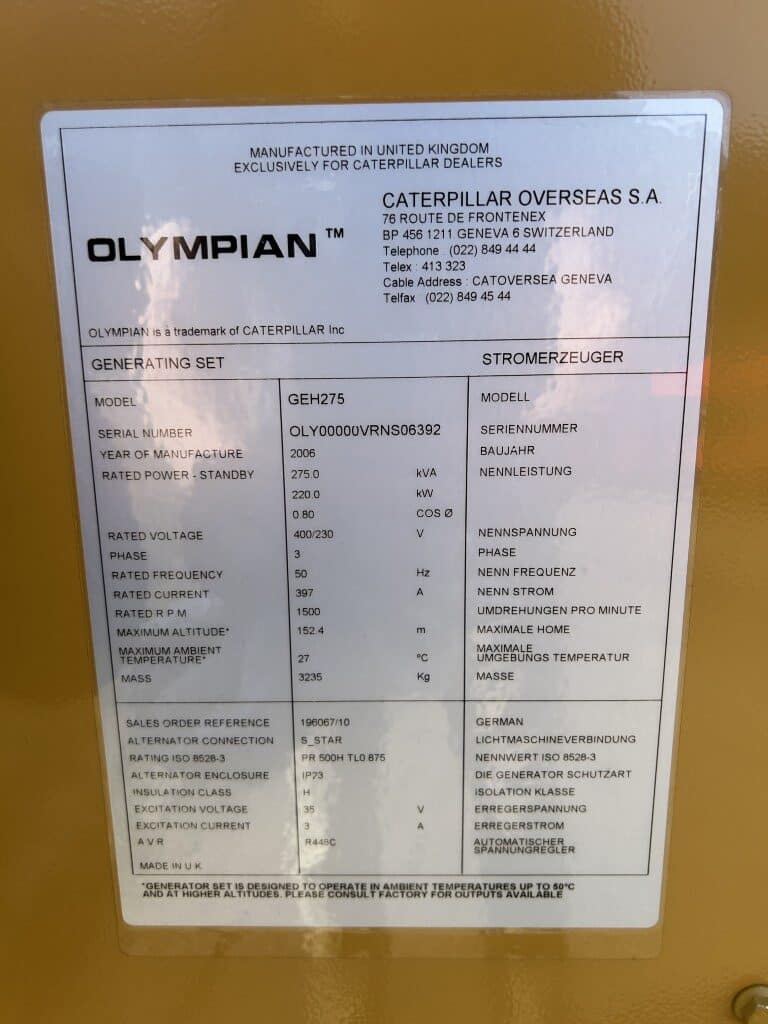 MANUFACTURED IN UNITED KINGDOM
EXCLUSIVELY FOR CATERPILLAR DEALERS
OLYMPIAN ™
CATERPILLAR OVERSEAS S.A.
76 ROUTE DE FRONTENEX
BP 456 1211 GENEVA 6 SWITZERLAND
Telephone : (022) 849 44 44
Telex : 413 323
Cable Address : CATOVERSEA GENEVA
Telfax (022) 849 45 44
OLYMPIAN is a trademark of CATERPILLAR Inc
GENERATING SET STROMERZEUGER
MODEL GEH275 MODELL
SERIAL NUMBER OLY00000VRNS06392 SERIENNUMMER
YEAR OF MANUFACTURE 2006 BAUJAHR
RATED POWER - STANDBY 275.0 kVA NENNLEISTUNG
220.0 kW
0.80 COS Ø
RATED VOLTAGE 400/230 V NENNSPANNUNG
PHASE 3 PHASE
RATED FREQUENCY 50 Hz NENN FREQUENZ
RATED CURRENT 397 A NENN STROM
RATED R P M 1500 UMDREHUNGEN PRO MINUTE
MAXIMUM ALTITUDE* 152.4 m MAXIMALE HOME
MAXIMUM AMBIENT MAXIMALE
TEMPERATURE* 27 ºC UMGEBUNGS TEMPERATUR
MASS 3235 Kg MASSE
SALES ORDER REFERENCE 196067/10 GERMAN
ALTERNATOR CONNECTION S_STAR LICHTMASCHINEVERBINDUNG
RATING ISO 8528-3 PR 500H TL0.875 NENNWERT ISO 8528-3
ALTERNATOR ENCLOSURE IP23 DIE GENERATOR SCHUTZART
INSULATION CLASS H ISOLATION KLASSE
EXCITATION VOLTAGE 35 V ERREGERSPANNUNG
EXCITATION CURRENT 3 A ERREGERSTROM
A V R R448C AUTOMATISCHER
SPANNUNGREGLER
MADE IN U K
*GENERATOR SET IS DESIGNED TO OPERATE IN AMBIENT TEMPERATURES UP TO 50°C
AND AT HIGHER ALTITUDES. PLEASE CONSULT FACTORY FOR OUTPUTS AVAILABLE